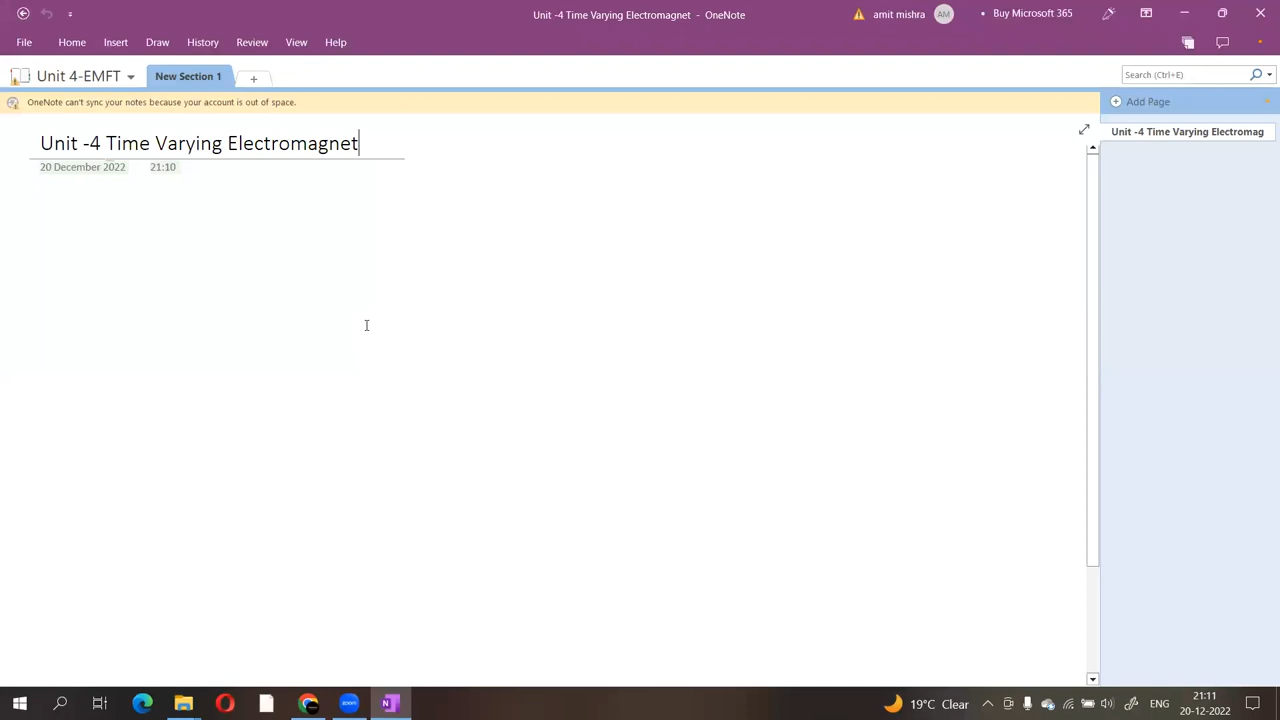 Unit -4 Time Varying Electromagnet - OneNote
amit mishra
AM
Buy Microsoft 365
File
Home
Insert
Draw
History
Review
View
Help
Unit 4-EMFT
New Section 1
+
Search (Ctrl+E)
OneNote can't sync your notes because your account is out of space.
Add Page
Unit -4 Time Varying Electromagnet
Unit -4 Time Varying Electromag
20 December 2022 21:10
zoom
N
19°C Clear
ENG
21:11
20-12-2022